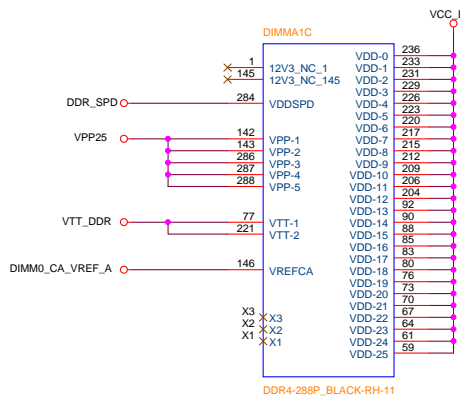 VCC_
DIMMA1C
1 12V3_NC_1
145 12V3_NC_145
DDR_SPD 284 VDDSPD
VPP25 142 VPP-1
143 VPP-2
286 VPP-3
287 VPP-4
288 VPP-5
VTT_DDR 77 VTT-1
221 VTT-2
DIMM0_CA_VREF_A 146 VREFCA
X3 X3
X2 X2
X1 X1
VDD-0 236
VDD-1 233
VDD-2 231
VDD-3 229
VDD-4 226
VDD-5 223
VDD-6 220
VDD-7 217
VDD-8 215
VDD-9 212
VDD-10 209
VDD-11 206
VDD-12 204
VDD-13 92
VDD-14 90
VDD-15 88
VDD-16 85
VDD-17 83
VDD-18 80
VDD-19 76
VDD-20 73
VDD-21 70
VDD-22 67
VDD-23 64
VDD-24 61
VDD-25 59
DDR4-288P_BLACK-RH-11